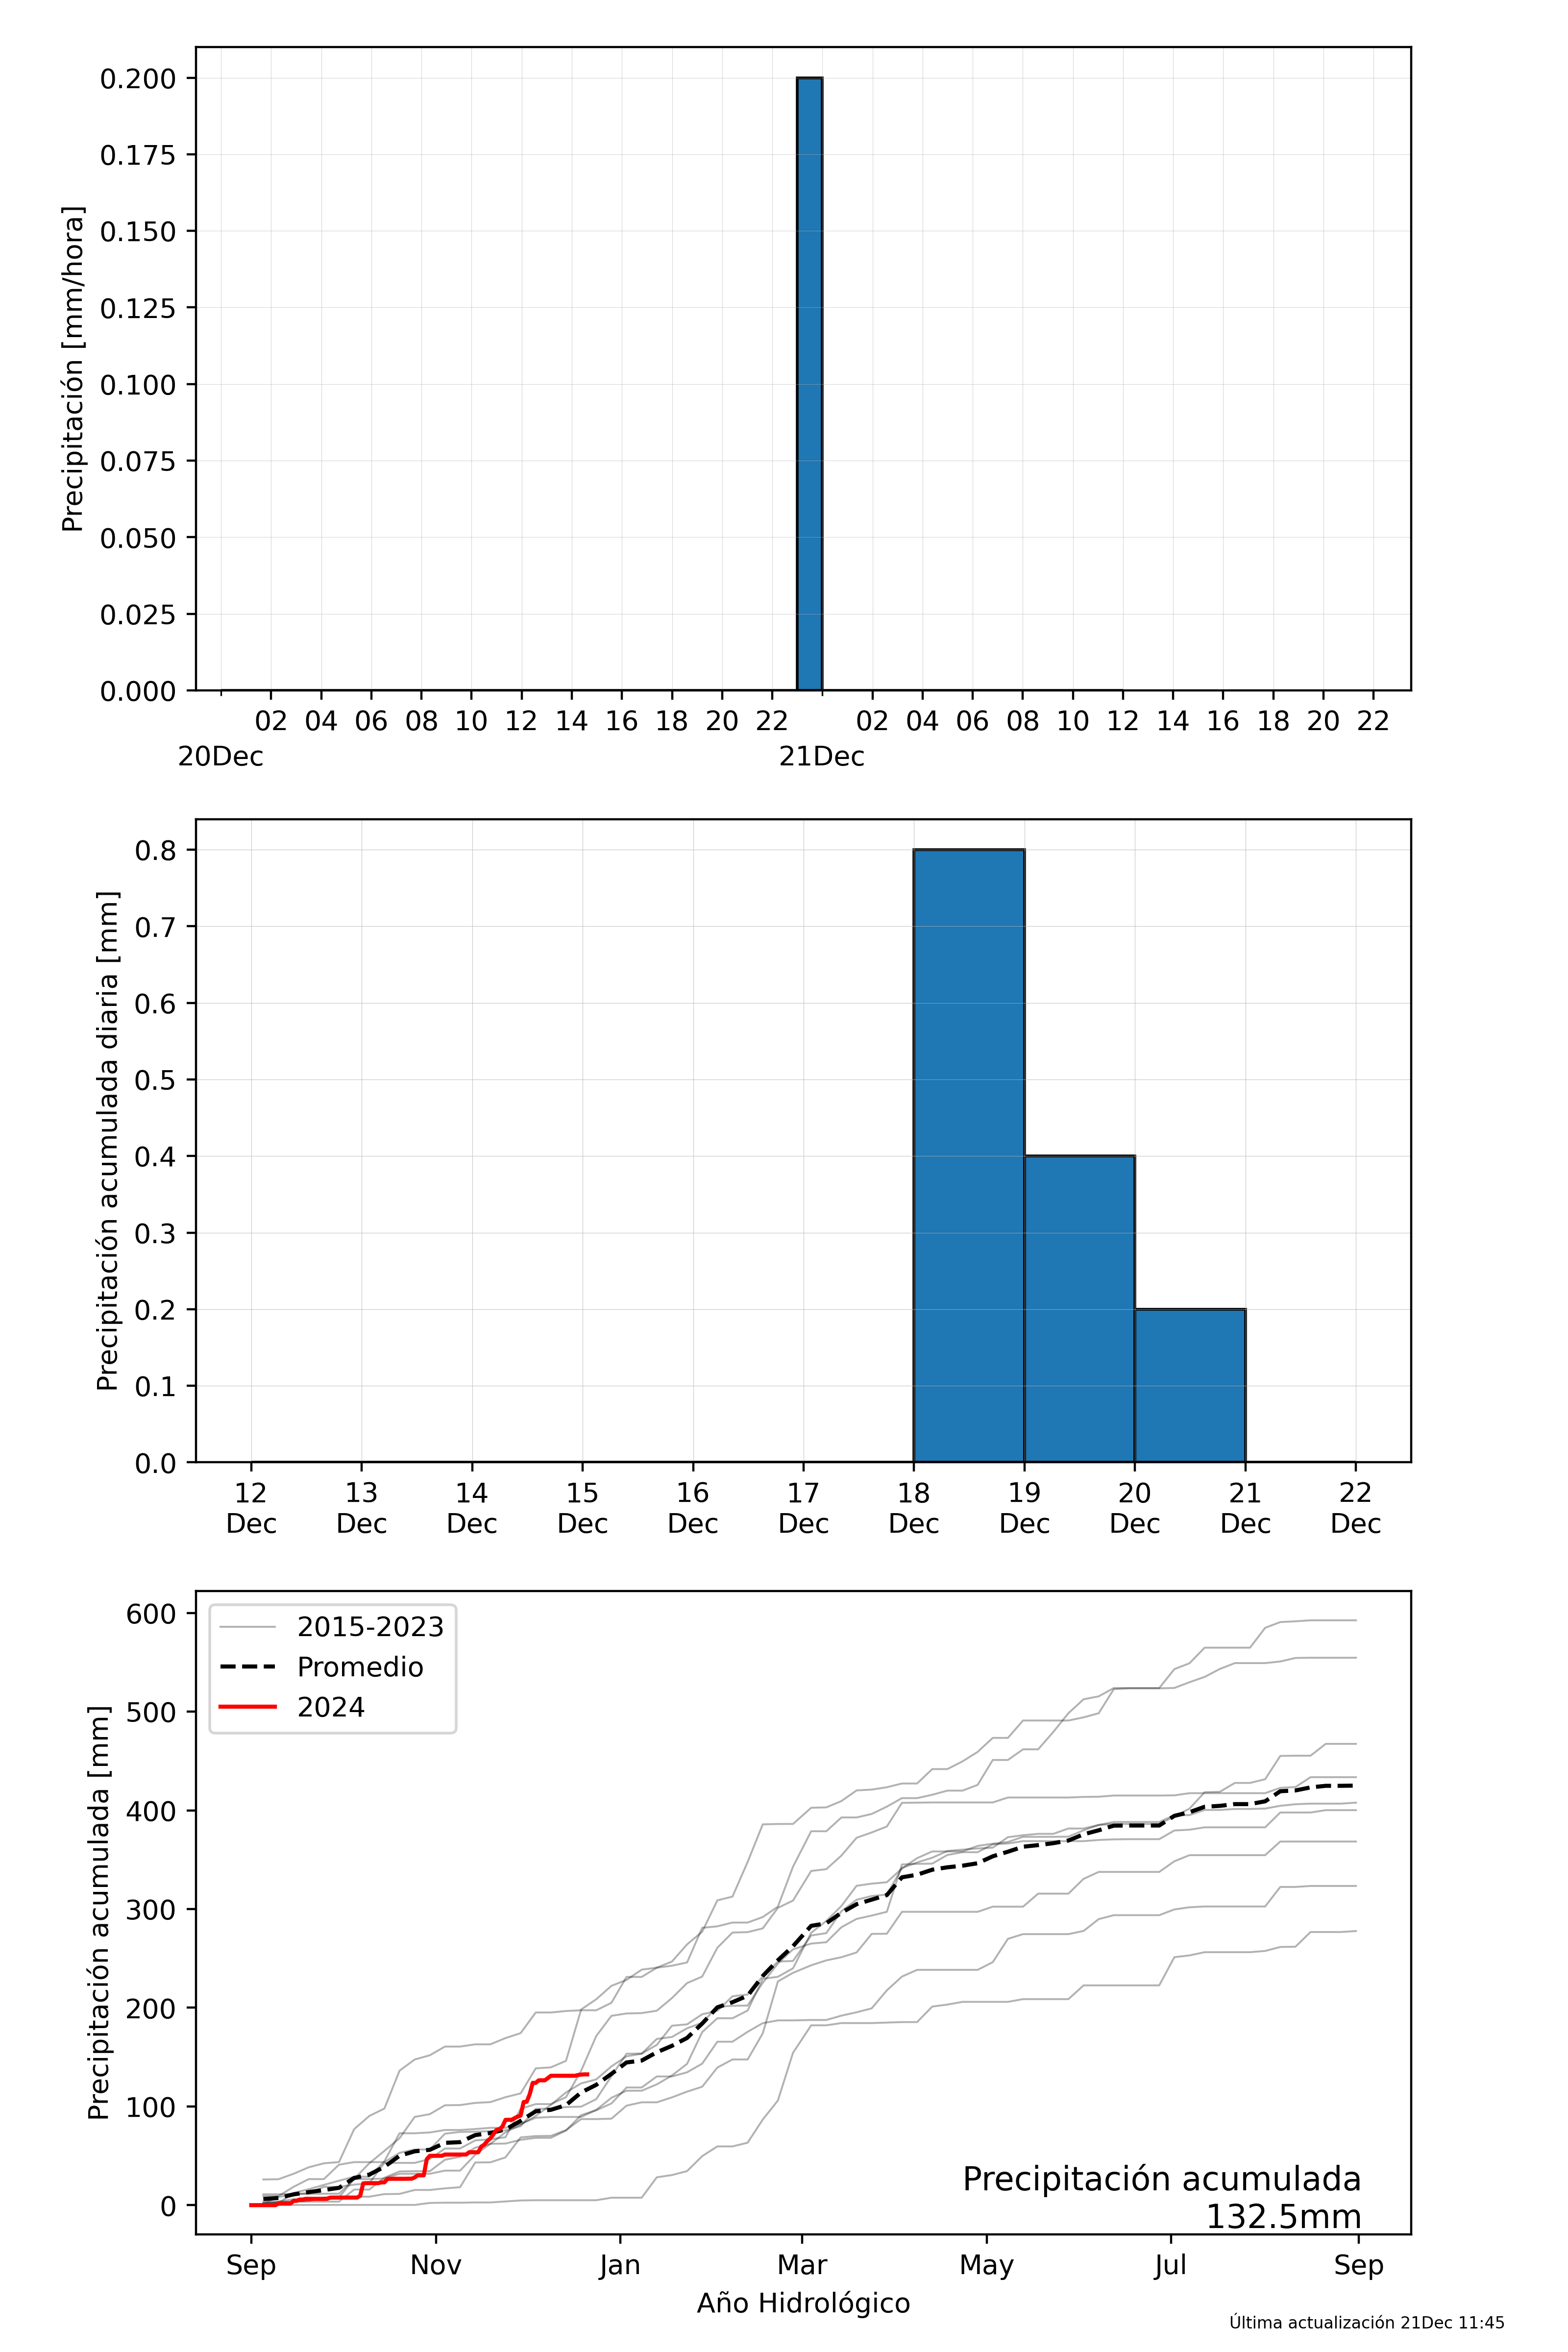 Precipitación [mm/hora]
0.200
0.175
0.150
0.125
0.100
0.075
0.050
0.025
0.000
02 04 06 08 10 12 14 16 18 20 22 02 04 06 08 10 12 14 16 18 20 22
20Dec 21Dec
Precipitación acumulada diaria [mm]
0.8
0.7
0.6
0.5
0.4
0.3
0.2
0.1
0.0
12 13 14 15 16 17 18 19 20 21 22
Dec Dec Dec Dec Dec Dec Dec Dec Dec Dec Dec
Precipitación acumulada [mm]
600
500
400
300
200
100
0
2015-2023
Promedio
2024
Precipitación acumulada
132.5mm
Sep Nov Jan Mar May Jul Sep
Año Hidrológico
Última actualización 21Dec 11:45